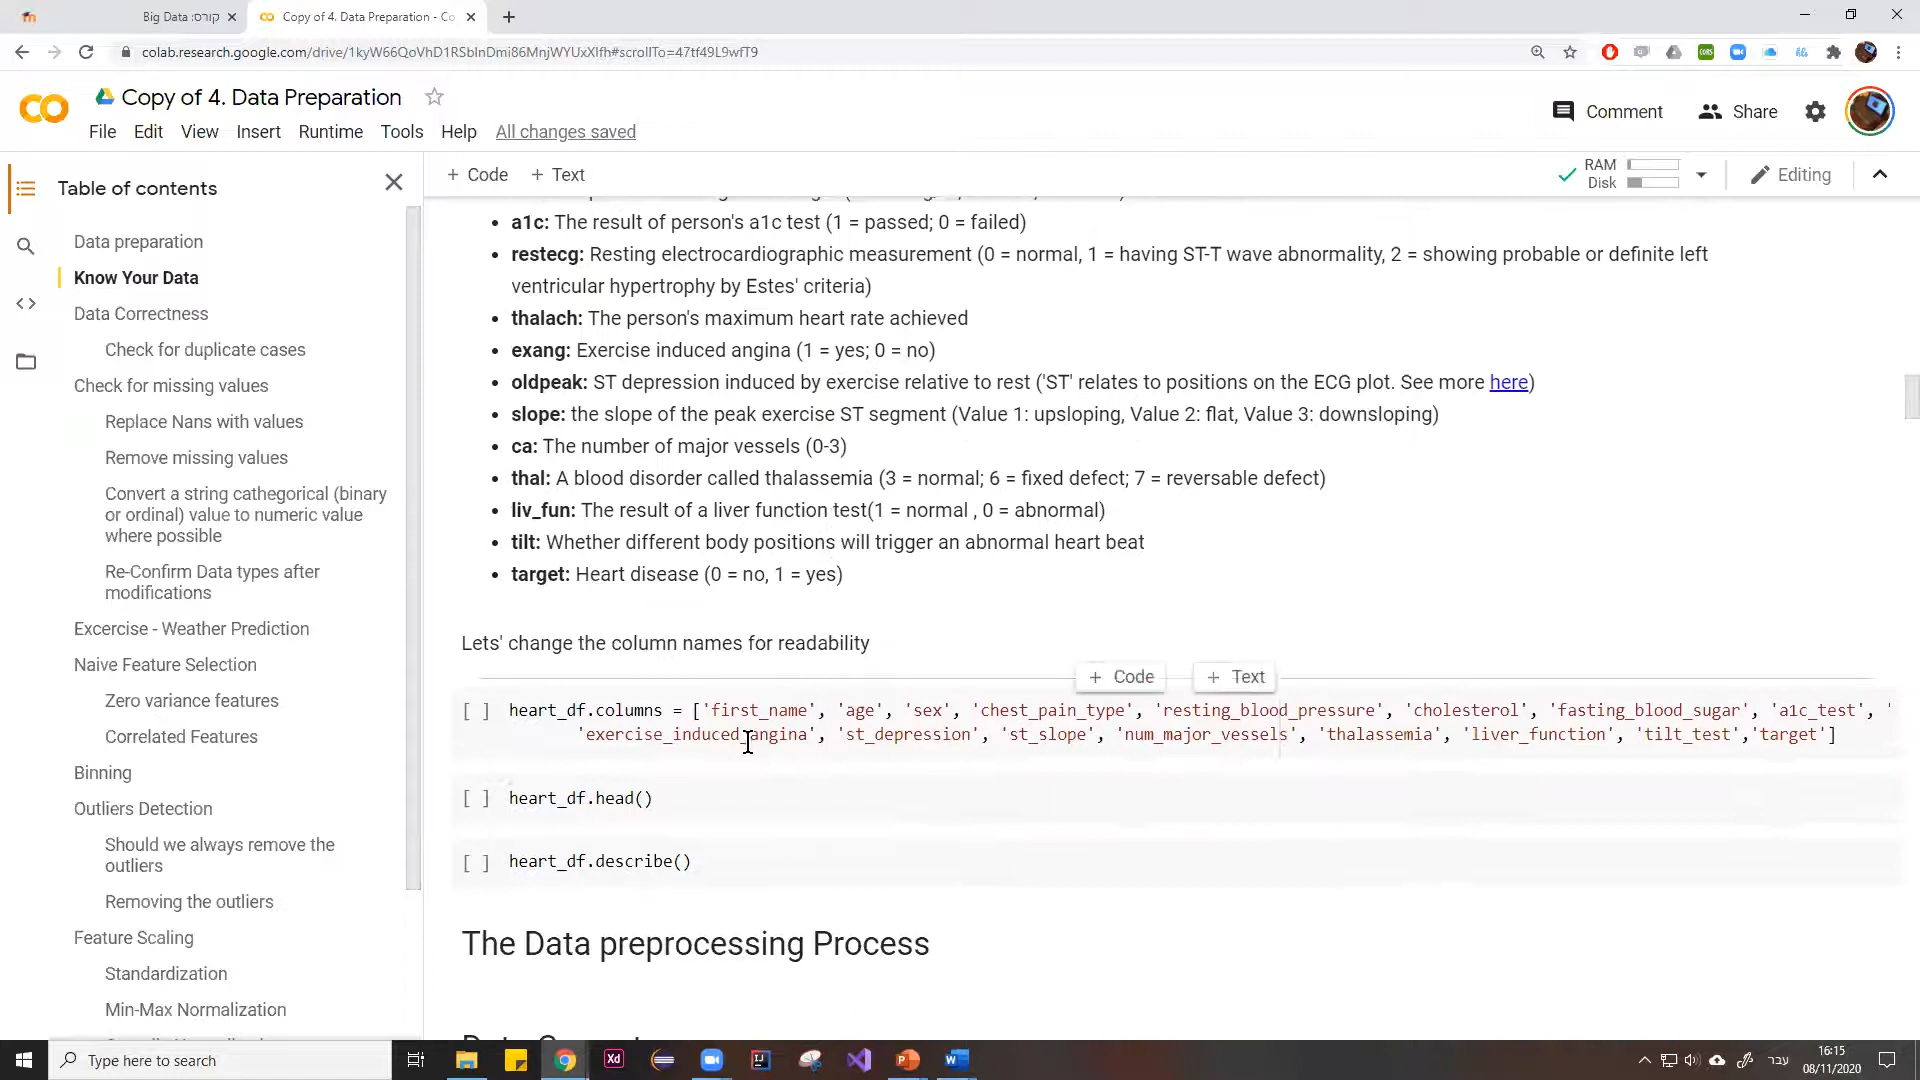 קורס: Big Data
Copy of 4. Data Preparation - Co
colab.research.google.com/drive/1kyW66QoVhD1RSbInDmi86MnjWYUxXlfh#scrollTo=47tf49L9wfT9
Copy of 4. Data Preparation
File Edit View Insert Runtime Tools Help All changes saved
Comment Share
+ Code + Text
RAM
Disk
Editing
Table of contents
Data preparation
Know Your Data
Data Correctness
Check for duplicate cases
Check for missing values
Replace Nans with values
Remove missing values
Convert a string cathegorical (binary
or ordinal) value to numeric value
where possible
Re-Confirm Data types after
modifications
Excercise - Weather Prediction
Naive Feature Selection
Zero variance features
Correlated Features
Binning
Outliers Detection
Should we always remove the
outliers
Removing the outliers
Feature Scaling
Standardization
Min-Max Normalization
• a1c: The result of person's a1c test (1 = passed; 0 = failed)
• restecg: Resting electrocardiographic measurement (0 = normal, 1 = having ST-T wave abnormality, 2 = showing probable or definite left
ventricular hypertrophy by Estes' criteria)
• thalach: The person's maximum heart rate achieved
• exang: Exercise induced angina (1 = yes; 0 = no)
• oldpeak: ST depression induced by exercise relative to rest ('ST' relates to positions on the ECG plot. See more here)
• slope: the slope of the peak exercise ST segment (Value 1: upsloping, Value 2: flat, Value 3: downsloping)
• ca: The number of major vessels (0-3)
• thal: A blood disorder called thalassemia (3 = normal; 6 = fixed defect; 7 = reversable defect)
• liv_fun: The result of a liver function test(1 = normal , 0 = abnormal)
• tilt: Whether different body positions will trigger an abnormal heart beat
• target: Heart disease (0 = no, 1 = yes)
Lets' change the column names for readability
+ Code + Text
[ ] heart_df.columns = ['first_name', 'age', 'sex', 'chest_pain_type', 'resting_blood_pressure', 'cholesterol', 'fasting_blood_sugar', 'a1c_test', '
'exercise_induced_angina', 'st_depression', 'st_slope', 'num_major_vessels', 'thalassemia', 'liver_function', 'tilt_test','target']
[ ] heart_df.head()
[ ] heart_df.describe()
The Data preprocessing Process
Type here to search
Xd
עבר
16:15
08/11/2020